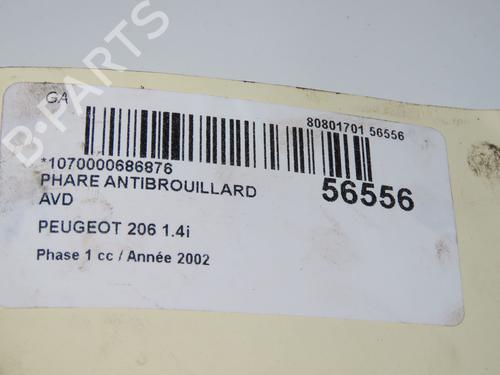 GA
80801701 56556
*1070000686876
PHARE ANTIBROUILLARD
AVD
56556
PEUGEOT 206 1.4i
Phase 1 cc / Année 2002
B-PARTS